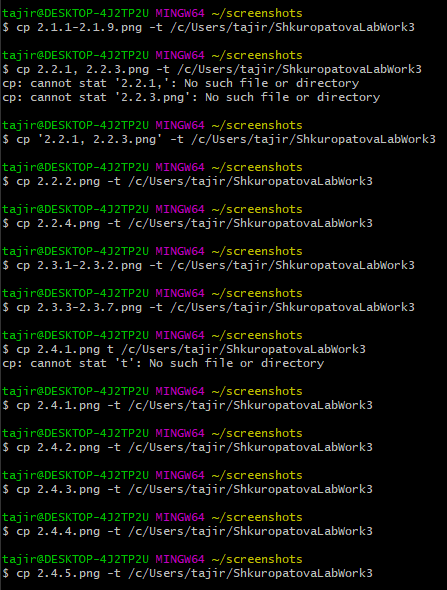 tajir@DESKTOP-4J2TP2U MINGW64 ~/screenshots
$ cp 2.1.1-2.1.9.png -t /c/Users/tajir/ShkuropatovaLabWork3
tajir@DESKTOP-4J2TP2U MINGW64 ~/screenshots
$ cp 2.2.1, 2.2.3.png -t /c/Users/tajir/ShkuropatovaLabWork3
cp: cannot stat '2.2.1,': No such file or directory
cp: cannot stat '2.2.3.png': No such file or directory
tajir@DESKTOP-4J2TP2U MINGW64 ~/screenshots
$ cp '2.2.1, 2.2.3.png' -t /c/Users/tajir/ShkuropatovaLabWork3
tajir@DESKTOP-4J2TP2U MINGW64 ~/screenshots
$ cp 2.2.2.png -t /c/Users/tajir/ShkuropatovaLabWork3
tajir@DESKTOP-4J2TP2U MINGW64 ~/screenshots
$ cp 2.2.4.png -t /c/Users/tajir/ShkuropatovaLabWork3
tajir@DESKTOP-4J2TP2U MINGW64 ~/screenshots
$ cp 2.3.1-2.3.2.png -t /c/Users/tajir/ShkuropatovaLabWork3
tajir@DESKTOP-4J2TP2U MINGW64 ~/screenshots
$ cp 2.3.3-2.3.7.png -t /c/Users/tajir/ShkuropatovaLabWork3
tajir@DESKTOP-4J2TP2U MINGW64 ~/screenshots
$ cp 2.4.1.png t /c/Users/tajir/ShkuropatovaLabWork3
cp: cannot stat 't': No such file or directory
tajir@DESKTOP-4J2TP2U MINGW64 ~/screenshots
$ cp 2.4.1.png -t /c/Users/tajir/ShkuropatovaLabWork3
tajir@DESKTOP-4J2TP2U MINGW64 ~/screenshots
$ cp 2.4.2.png -t /c/Users/tajir/ShkuropatovaLabWork3
tajir@DESKTOP-4J2TP2U MINGW64 ~/screenshots
$ cp 2.4.3.png -t /c/Users/tajir/ShkuropatovaLabWork3
tajir@DESKTOP-4J2TP2U MINGW64 ~/screenshots
$ cp 2.4.4.png -t /c/Users/tajir/ShkuropatovaLabWork3
tajir@DESKTOP-4J2TP2U MINGW64 ~/screenshots
$ cp 2.4.5.png -t /c/Users/tajir/ShkuropatovaLabWork3